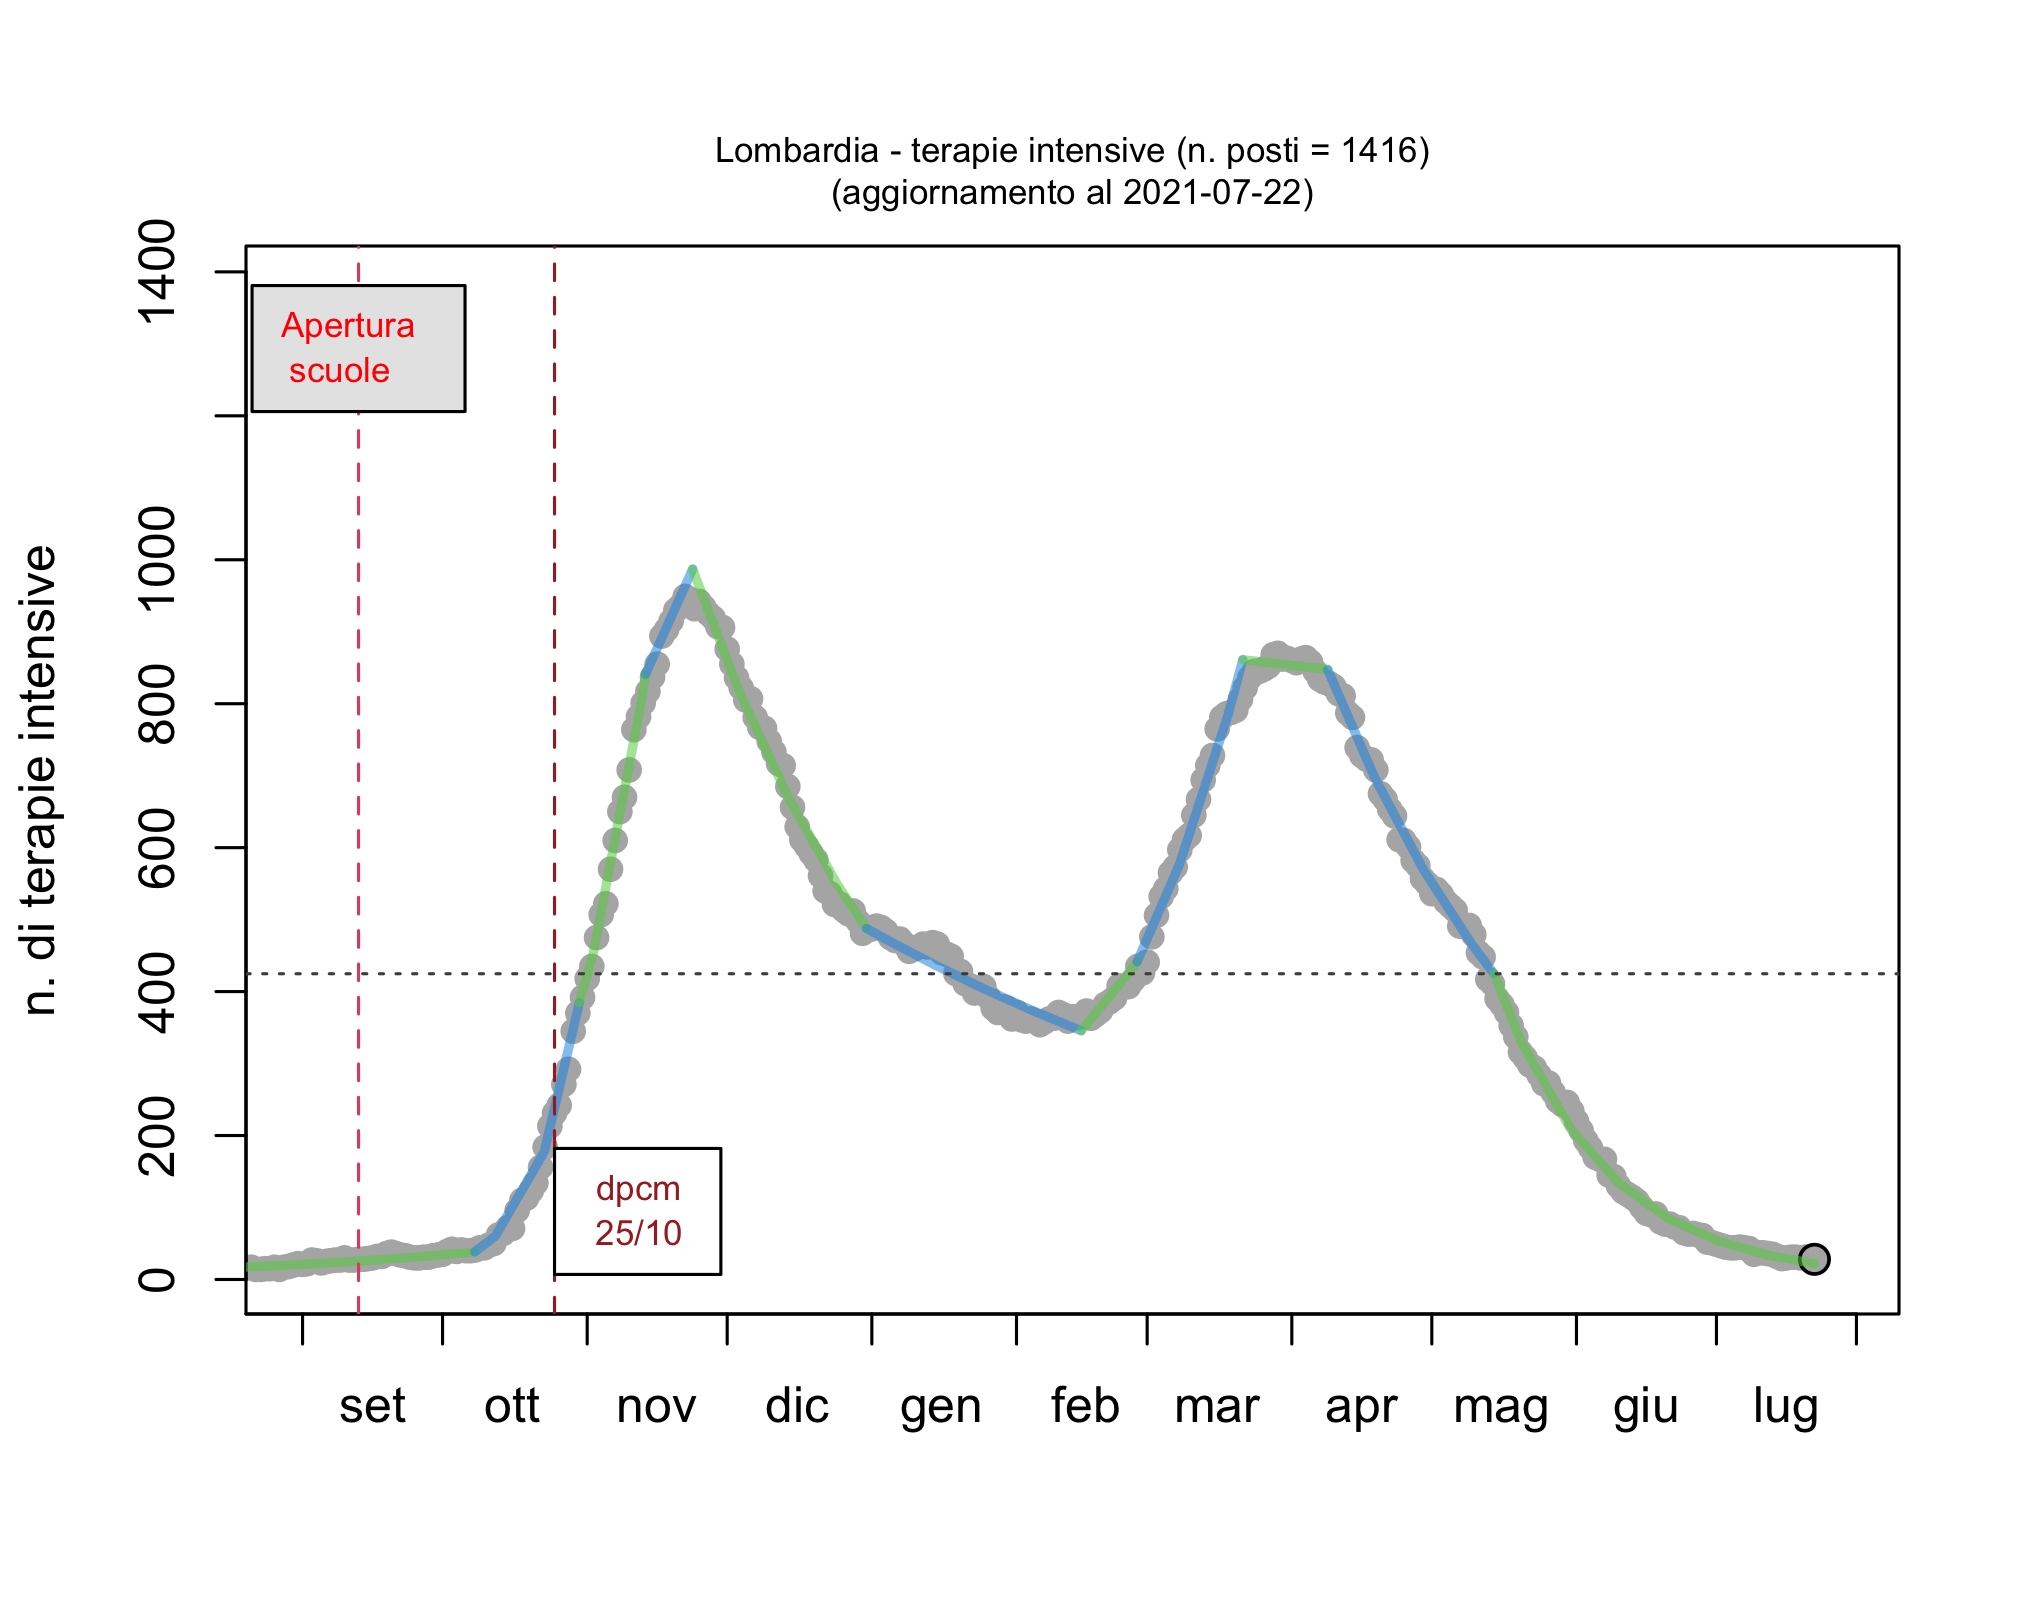 Lombardia - terapie intensive (n. posti = 1416)
(aggiornamento al 2021-07-22)
n. di terapie intensive
1400
1000
800
600
400
200
0
Apertura
scuole
dpcm
25/10
set ott nov dic gen feb mar apr mag giu lug